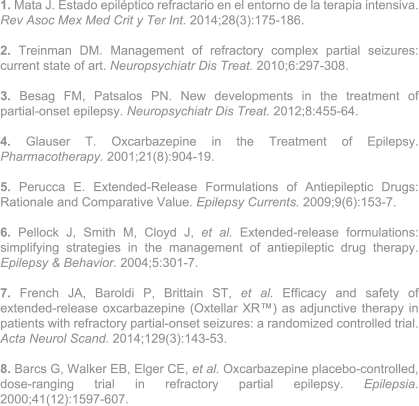 1. Mata J. Estado epiléptico refractario en el entorno de la terapia intensiva.
Rev Asoc Mex Med Crit y Ter Int. 2014;28(3):175-186.
2. Treinman DM. Management of refractory complex partial seizures:
current state of art. Neuropsychiatr Dis Treat. 2010;6:297-308.
3. Besag FM, Patsalos PN. New developments in the treatment of
partial-onset epilepsy. Neuropsychiatr Dis Treat. 2012;8:455-64.
4. Glauser T. Oxcarbazepine in the Treatment of Epilepsy.
Pharmacotherapy. 2001;21(8):904-19.
5. Perucca E. Extended-Release Formulations of Antiepileptic Drugs:
Rationale and Comparative Value. Epilepsy Currents. 2009;9(6):153-7.
6. Pellock J, Smith M, Cloyd J, et al. Extended-release formulations:
simplifying strategies in the management of antiepileptic drug therapy.
Epilepsy & Behavior. 2004;5:301-7.
7. French JA, Baroldi P, Brittain ST, et al. Efficacy and safety of
extended-release oxcarbazepine (Oxtellar XR™) as adjunctive therapy in
patients with refractory partial-onset seizures: a randomized controlled trial.
Acta Neurol Scand. 2014;129(3):143-53.
8. Barcs G, Walker EB, Elger CE, et al. Oxcarbazepine placebo-controlled,
dose-ranging trial in refractory partial epilepsy. Epilepsia.
2000;41(12):1597-607.